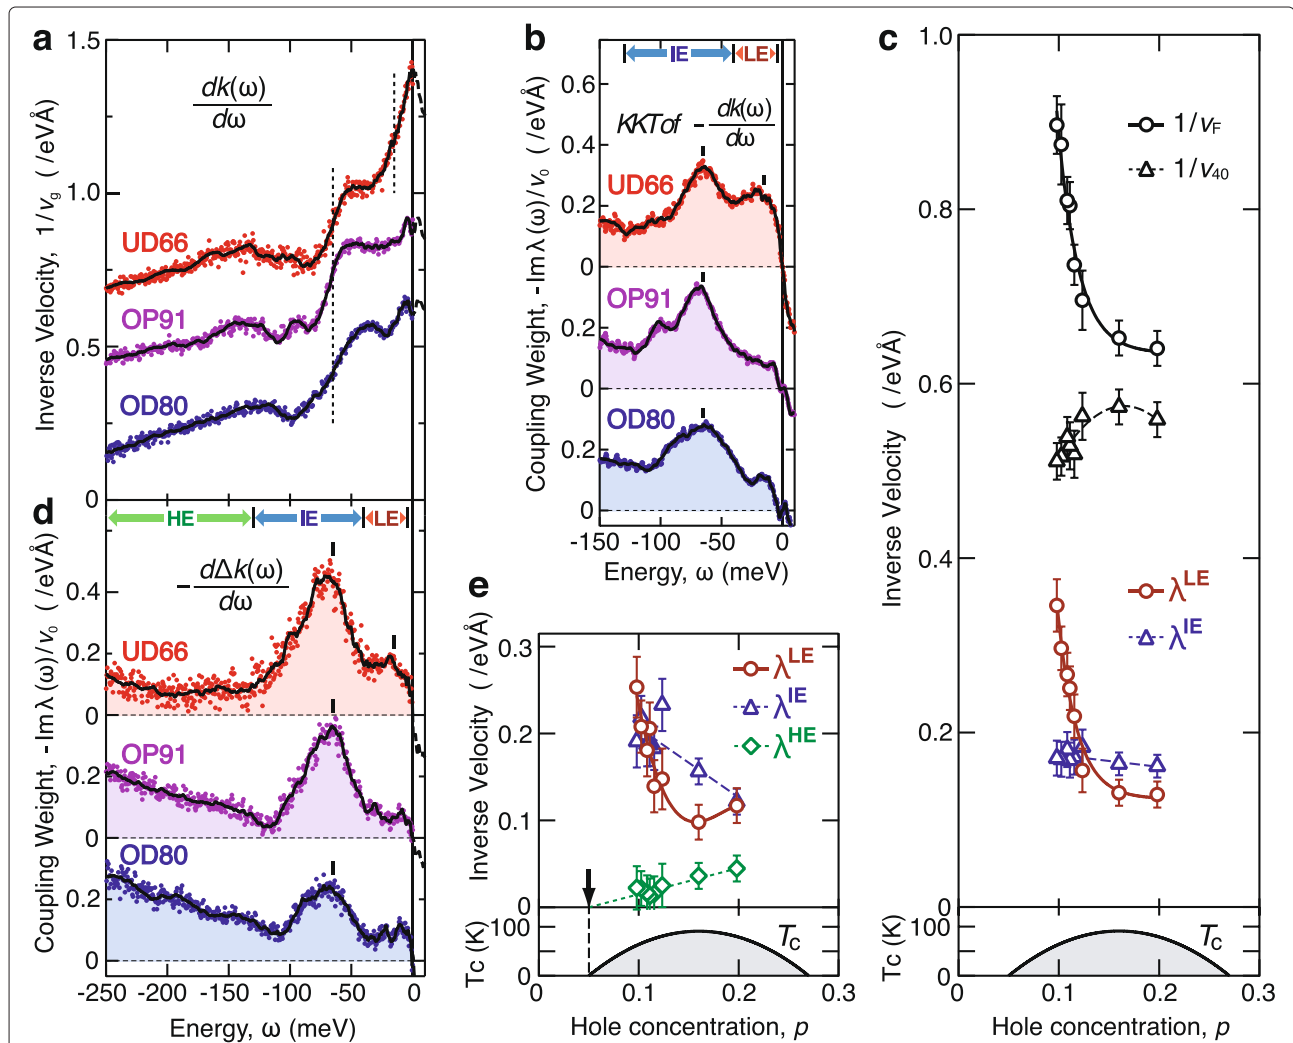 a
dk(ω)
dω
UD66
OP91
OD80
Inverse Velocity, 1/vg ( /eVÅ)
1.5
1.0
0.5
0
b
IE
LE
KKT of - dk(ω)
dω
UD66
OP91
OD80
Coupling Weight, -Im λ(ω)/v₀ ( /eVÅ)
0.6
0.4
0.2
0
0.2
0
0.2
0
-150
-100
-50
0
Energy, ω (meV)
c
1/vF
1/v40
λLE
λIE
Inverse Velocity ( /eVÅ)
1.0
0.8
0.6
0.4
0.2
0
Tc (K)
100
0
TC
0
0.1
0.2
0.3
Hole concentration, p
d
HE
IE
LE
- dΔk(ω)
dω
UD66
OP91
OD80
Coupling Weight, -Im λ(ω)/v₀ ( /eVÅ)
0.4
0.2
0
0.2
0
0.2
0
-250
-200
-150
-100
-50
0
Energy, ω (meV)
e
λLE
λIE
λHE
Inverse Velocity ( /eVÅ)
0.3
0.2
0.1
0
Tc (K)
100
0
TC
0
0.1
0.2
0.3
Hole concentration, p